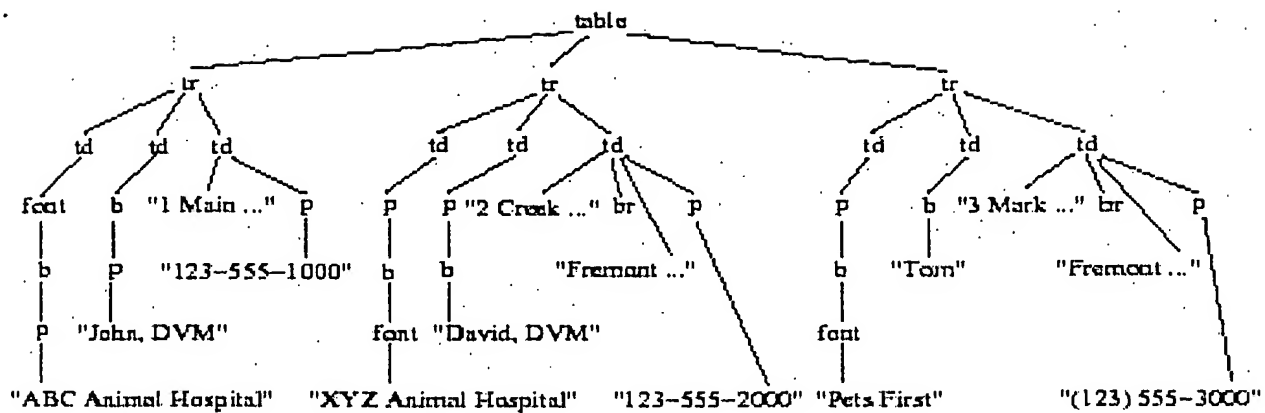 table
tr tr tr
td td td td td td td td td
font b "1 Main ..." p p p "2 Creek ..." br p p b "3 Mark ..." br p
b p "123-555-1000" b b "Fremont ..." b "Tom" "Fremont ..."
p "John, DVM" font "David, DVM" font
"ABC Animal Hospital" "XYZ Animal Hospital" "123-555-2000" "Pets First" "(123) 555-3000"